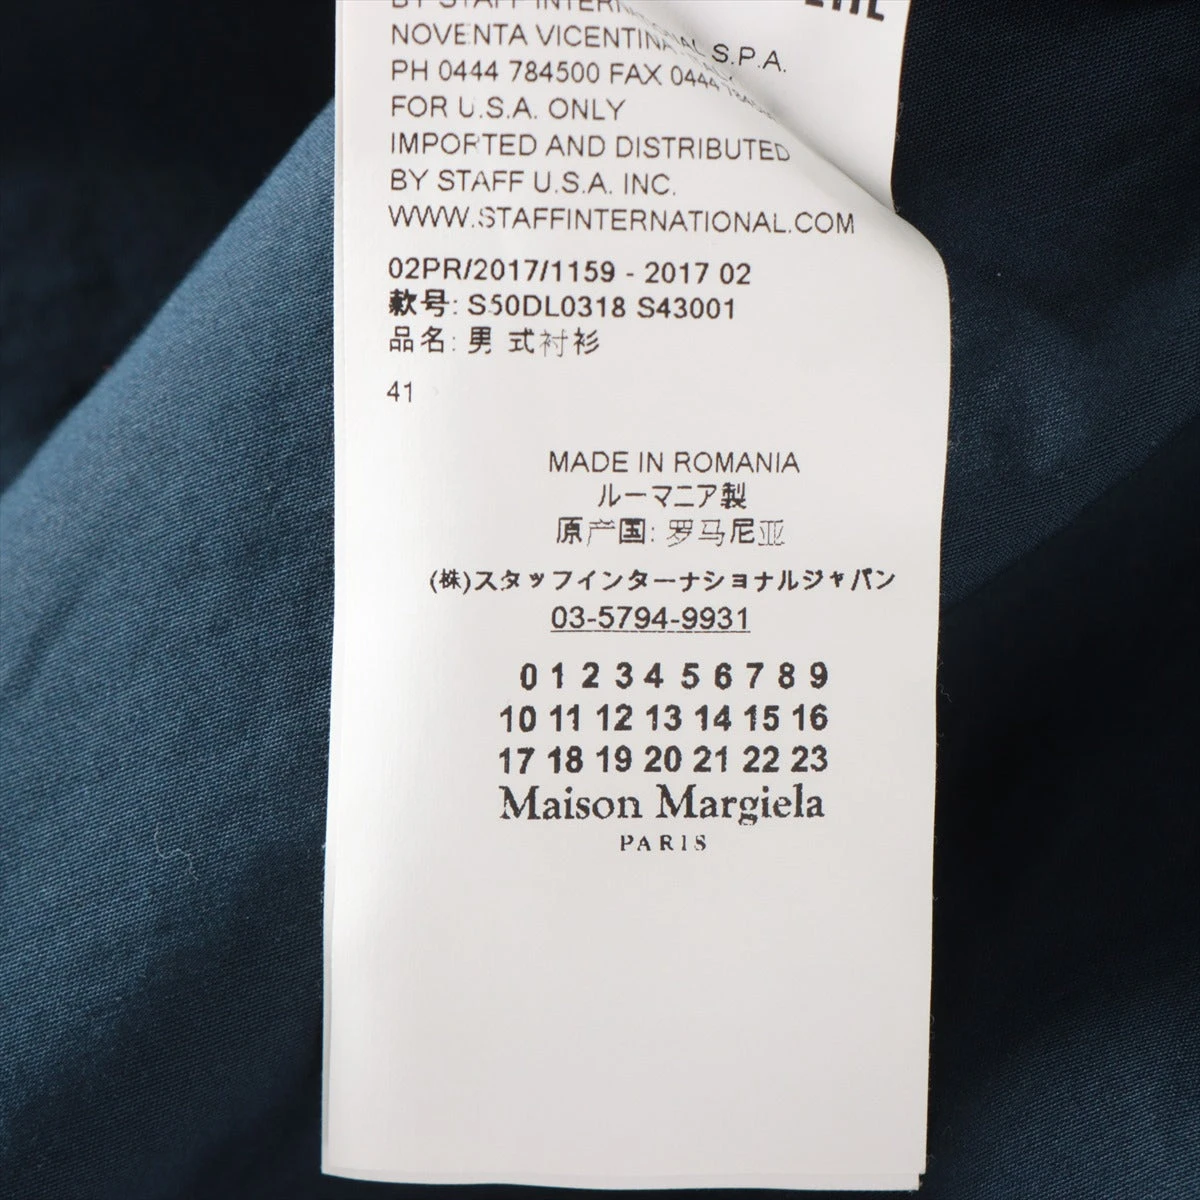 BY STAFF INTERNATIONAL S.P.A.
NOVENTA VICENTINA
PH 0444 784500 FAX 0444
FOR U.S.A. ONLY
IMPORTED AND DISTRIBUTED
BY STAFF U.S.A. INC.
WWW.STAFFINTERNATIONAL.COM
02PR/2017/1159 - 2017 02
款号: S50DL0318 S43001
品名: 男 式衬衫
41
MADE IN ROMANIA
ルーマニア製
原产国: 罗马尼亚
(株)スタッフインターナショナルジャパン
03-5794-9931
0 1 2 3 4 5 6 7 8 9
10 11 12 13 14 15 16
17 18 19 20 21 22 23
Maison Margiela
PARIS